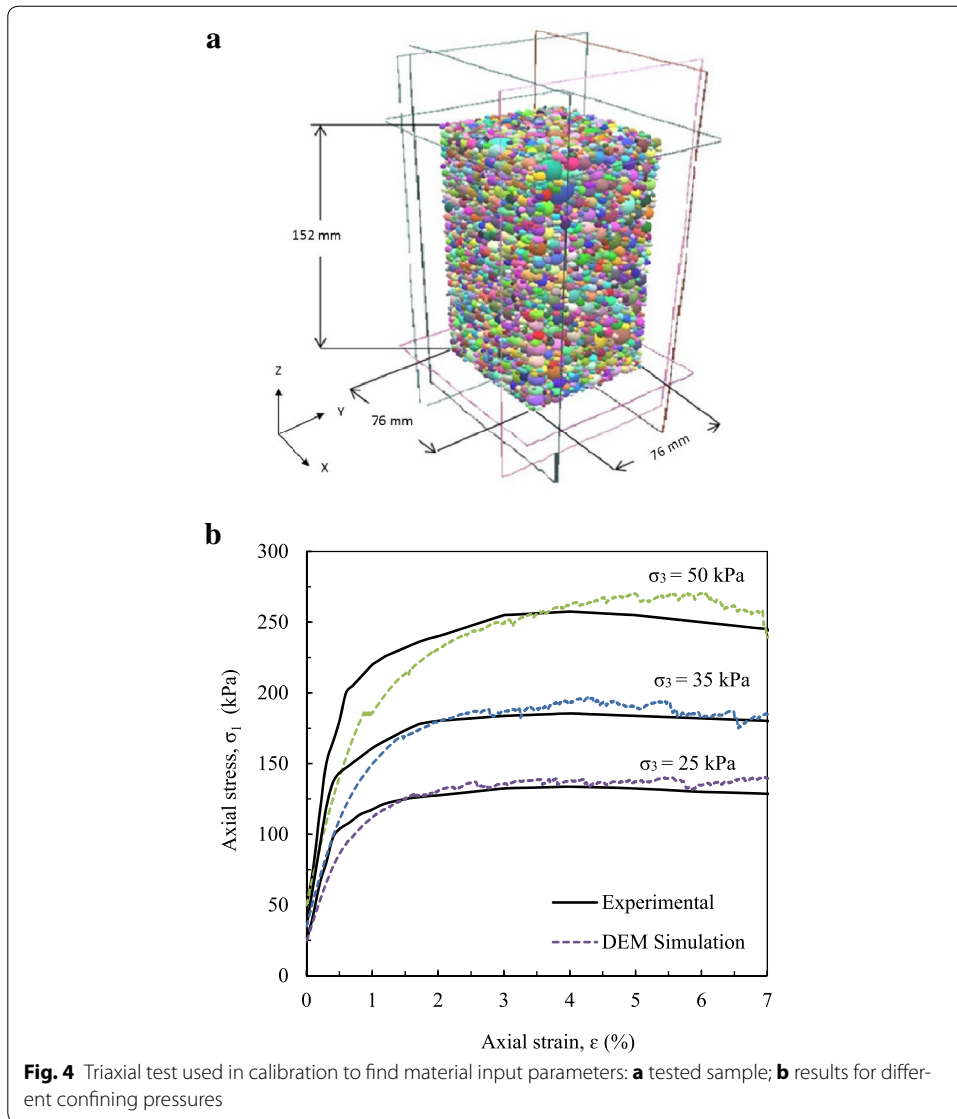 a
152 mm
Z
Y
X
76 mm
76 mm
b
300
250
200
150
100
50
0
Axial stress, σ1 (kPa)
σ3 = 50 kPa
σ3 = 35 kPa
σ3 = 25 kPa
Experimental
DEM Simulation
0 1 2 3 4 5 6 7
Axial strain, ε (%)
Fig. 4 Triaxial test used in calibration to find material input parameters: a tested sample; b results for differ-
ent confining pressures